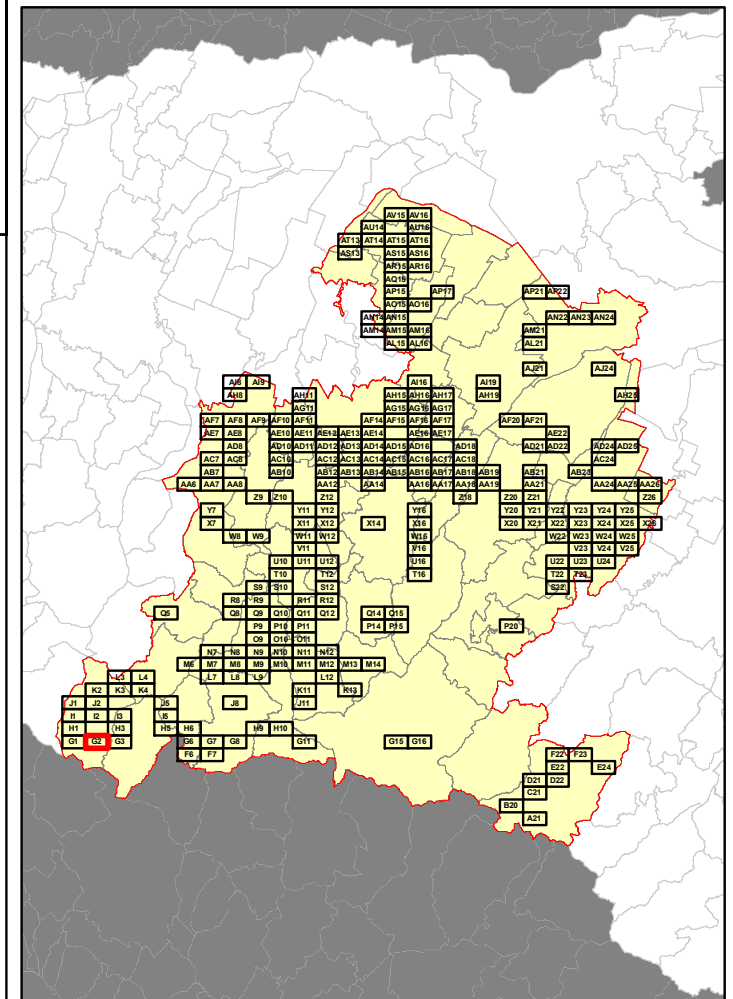 AV15 AV16
AU14 AU16
AT13 AT14 AT15 AT16
AS13 AS15 AS16
AR15 AR16
AQ15
AP15 AP17 AP21 AP22
AO15 AO16
AN14 AN15 AN22 AN23 AN24
AM14 AM15 AM16 AM21
AL15 AL16 AL21
AJ21 AJ24
AI8 AI9 AI16 AI19
AH8 AH11 AH15 AH16 AH17 AH19 AH25
AG11 AG15 AG16 AG17
AF7 AF8 AF9 AF10 AF11 AF14 AF15 AF16 AF17 AF20 AF21
AE7 AE8 AE10 AE11 AE12 AE13 AE14 AE16 AE17 AE22
AD8 AD10 AD11 AD12 AD13 AD14 AD15 AD16 AD18 AD21 AD22 AD24 AD25
AC7 AC8 AC10 AC12 AC13 AC14 AC15 AC16 AC17 AC18 AC24
AB7 AB10 AB12 AB13 AB14 AB15 AB16 AB17 AB18 AB19 AB21 AB23
AA6 AA7 AA8 AA12 AA14 AA16 AA17 AA18 AA19 AA21 AA24 AA25 AA26
Z9 Z10 Z12 Z18 Z20 Z21 Z26
Y7 Y11 Y12 Y16 Y20 Y21 Y22 Y23 Y24 Y25
X7 X11 X12 X14 X16 X20 X21 X22 X23 X24 X25 X26
W8 W9 W11 W12 W16 W22 W23 W24 W25
V11 V16 V23 V24 V25
U10 U11 U12 U16 U22 U23 U24
T10 T12 T16 T22 T23
S9 S10 S12 S22
R8 R9 R11 R12
Q5 Q8 Q9 Q10 Q11 Q12 Q14 Q15
P9 P10 P11 P14 P15 P20
O9 O10 O11
N7 N8 N9 N10 N11 N12
M6 M7 M8 M9 M10 M11 M12 M13 M14
L3 L4 L7 L8 L9 L12
K2 K3 K4 K11 K13
J1 J2 J5 J8 J11
I1 I2 I3 I5
H1 H3 H5 H6 H9 H10
G1 G2 G3 G6 G7 G8 G11 G15 G16
F6 F7 F22 F23
E22 E24
D21 D22
C21
B20
A21